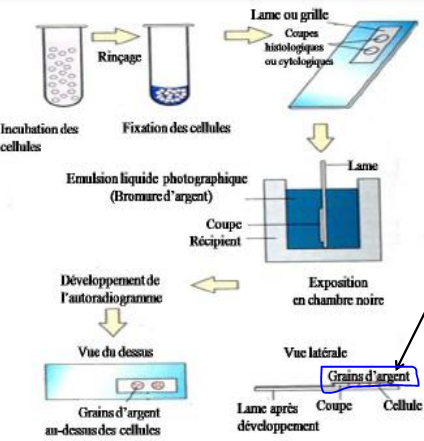 Lame ou grille
Coupes
histologiques
ou cytologiques
Rinçage
Incubation des
cellules
Fixation des cellules
Lame
Emulsion liquide photographique
(Bromure d'argent)
Coupe
Récipient
Développement de
l'autoradiogramme
Exposition
en chambre noire
Vue du dessus
Vue latérale
Grains d'argent
Grains d'argent
au-dessus des cellules
Lame après
développement
Coupe
Cellule